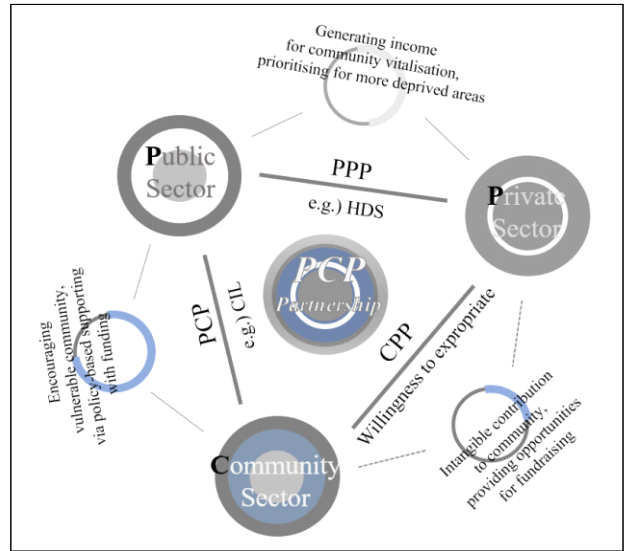 Generating income
for community vitalisation,
prioritising for more deprived areas
Public
Sector
PPP
e.g.) HDS
Private
Sector
PCP
Partnership
PCP
e.g.) CIL
CPP
Willingness to expropriate
Encouraging
vulnerable community,
via policy-based supporting
with funding
Community
Sector
Intangible contribution
to community,
providing opportunities
for fundraising